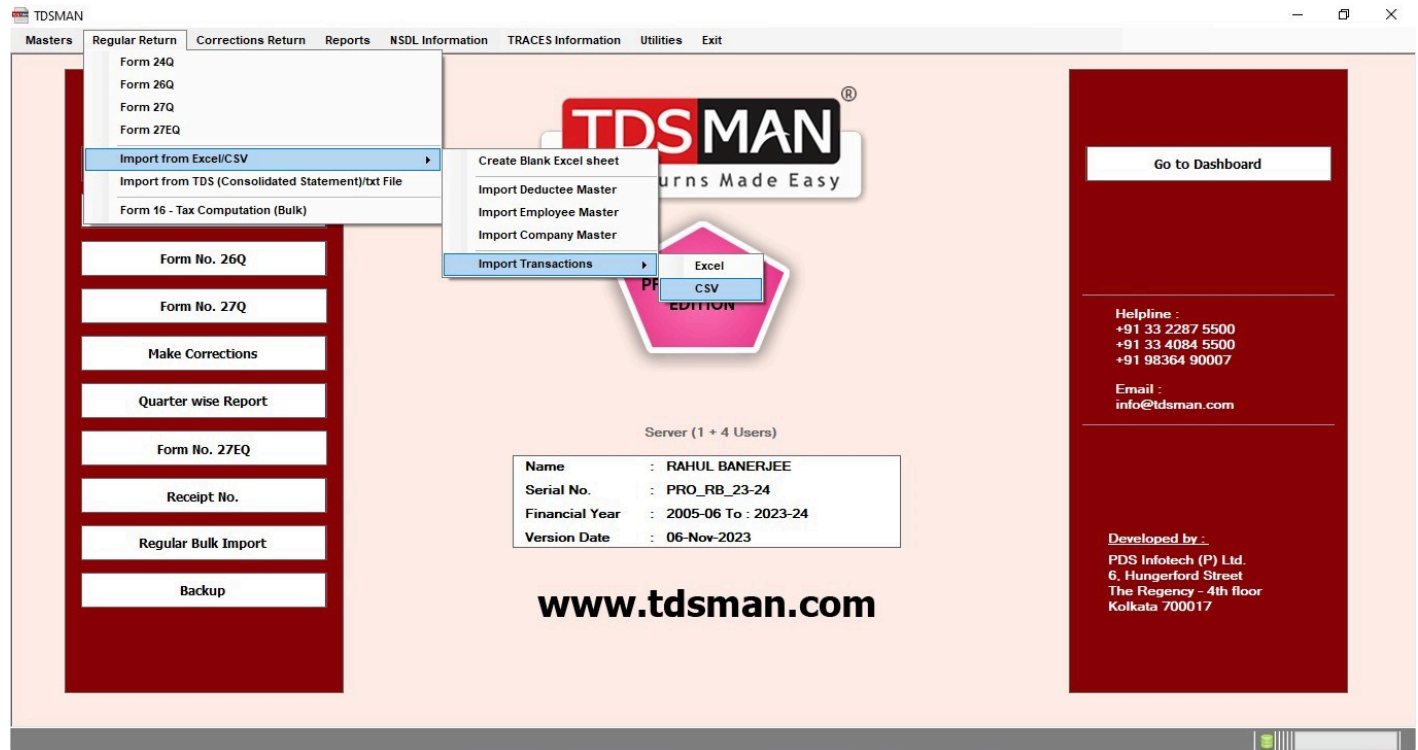 TDSMAN
Masters Regular Return Corrections Return Reports NSDL Information TRACES Information Utilities Exit
Form 24Q
Form 26Q
Form 27Q
Form 27EQ
Import from Excel/CSV
Import from TDS (Consolidated Statement)/txt File
Form 16 - Tax Computation (Bulk)
Create Blank Excel sheet
Import Deductee Master
Import Employee Master
Import Company Master
Import Transactions
Excel
CSV
Form No. 26Q
Form No. 27Q
Make Corrections
Quarter wise Report
Form No. 27EQ
Receipt No.
Regular Bulk Import
Backup
TDS MAN ®
Made Easy
EDITION
Server (1 + 4 Users)
Name : RAHUL BANERJEE
Serial No. : PRO_RB_23-24
Financial Year : 2005-06 To : 2023-24
Version Date : 06-Nov-2023
www.tdsman.com
Go to Dashboard
Helpline :
+91 33 2287 5500
+91 33 4084 5500
+91 98364 90007
Email :
info@tdsman.com
Developed by :
PDS Infotech (P) Ltd.
6, Hungerford Street
The Regency - 4th floor
Kolkata 700017